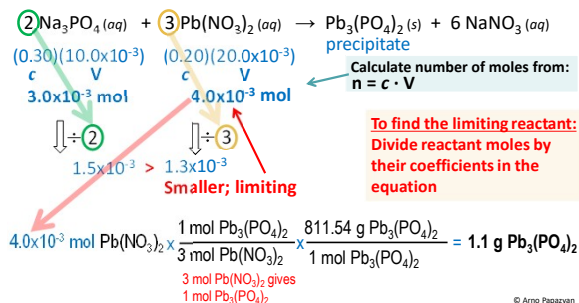 2Na₃PO₄ (aq) + 3Pb(NO₃)₂ (aq) → Pb₃(PO₄)₂ (s) + 6 NaNO₃ (aq)
precipitate
(0.30)(10.0x10⁻³) (0.20)(20.0x10⁻³)
c V c V
3.0x10⁻³ mol 4.0x10⁻³ mol
Calculate number of moles from:
n = c · V
÷2 ÷3
1.5x10⁻³ > 1.3x10⁻³
Smaller; limiting
To find the limiting reactant:
Divide reactant moles by
their coefficients in the
equation
4.0x10⁻³ mol Pb(NO₃)₂ x 1 mol Pb₃(PO₄)₂ / 3 mol Pb(NO₃)₂ x 811.54 g Pb₃(PO₄)₂ / 1 mol Pb₃(PO₄)₂ = 1.1 g Pb₃(PO₄)₂
3 mol Pb(NO₃)₂ gives
1 mol Pb₃(PO₄)₂
© Arno Papazyan